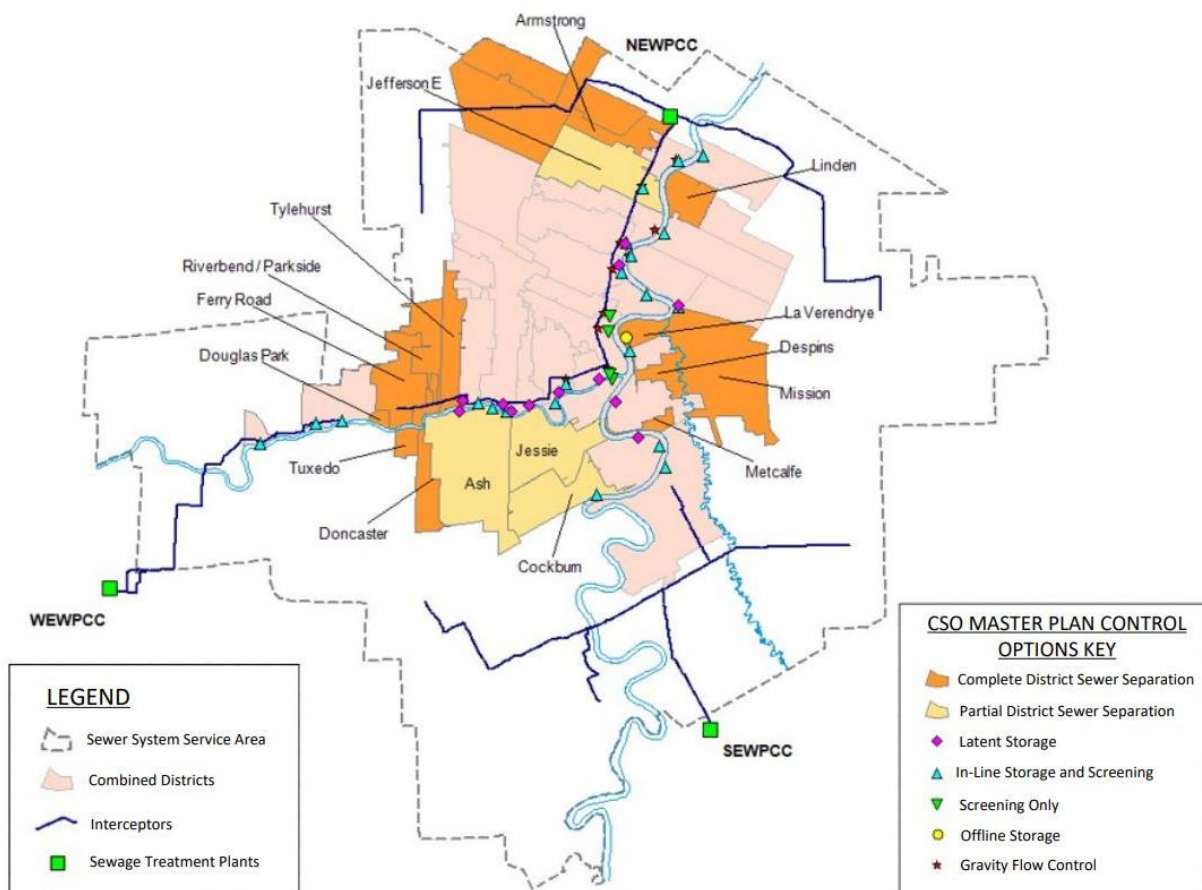 Armstrong
NEWPCC
Jefferson E
Linden
Tylehurst
Riverbend / Parkside
Ferry Road
La Verendrye
Douglas Park
Despins
Mission
Jessie
Metcalfe
Tuxedo
Ash
Doncaster
Cockburn
WEWPCC
SEWPCC
LEGEND
Sewer System Service Area
Combined Districts
Interceptors
Sewage Treatment Plants
CSO MASTER PLAN CONTROL
OPTIONS KEY
Complete District Sewer Separation
Partial District Sewer Separation
Latent Storage
In-Line Storage and Screening
Screening Only
Offline Storage
Gravity Flow Control